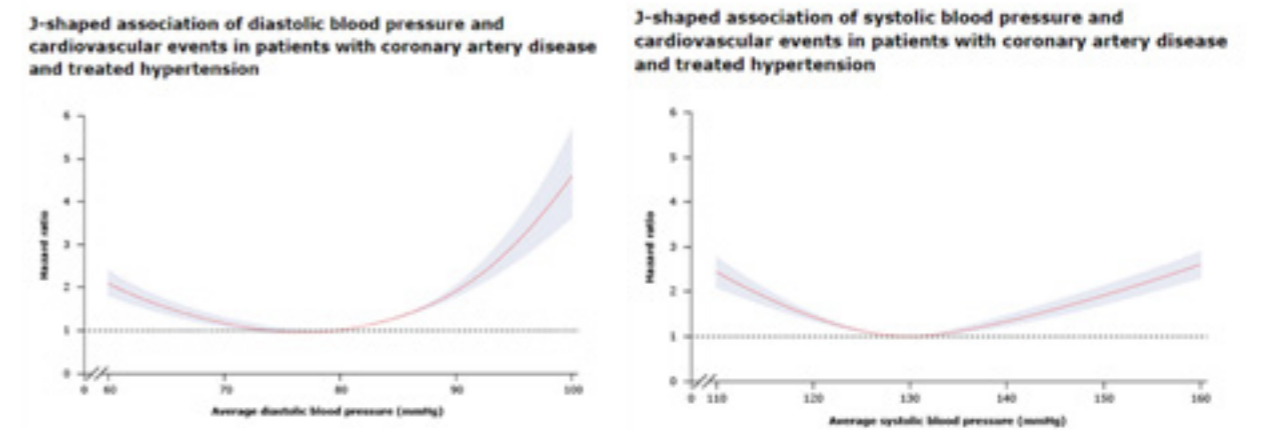 J-shaped association of diastolic blood pressure and
cardiovascular events in patients with coronary artery disease
and treated hypertension
6
5
4
3
2
1
0
Hazard ratio
0 60 70 80 90 100
Average diastolic blood pressure (mmHg)
J-shaped association of systolic blood pressure and
cardiovascular events in patients with coronary artery disease
and treated hypertension
6
5
4
3
2
1
0
Hazard ratio
0 110 120 130 140 150 160
Average systolic blood pressure (mmHg)